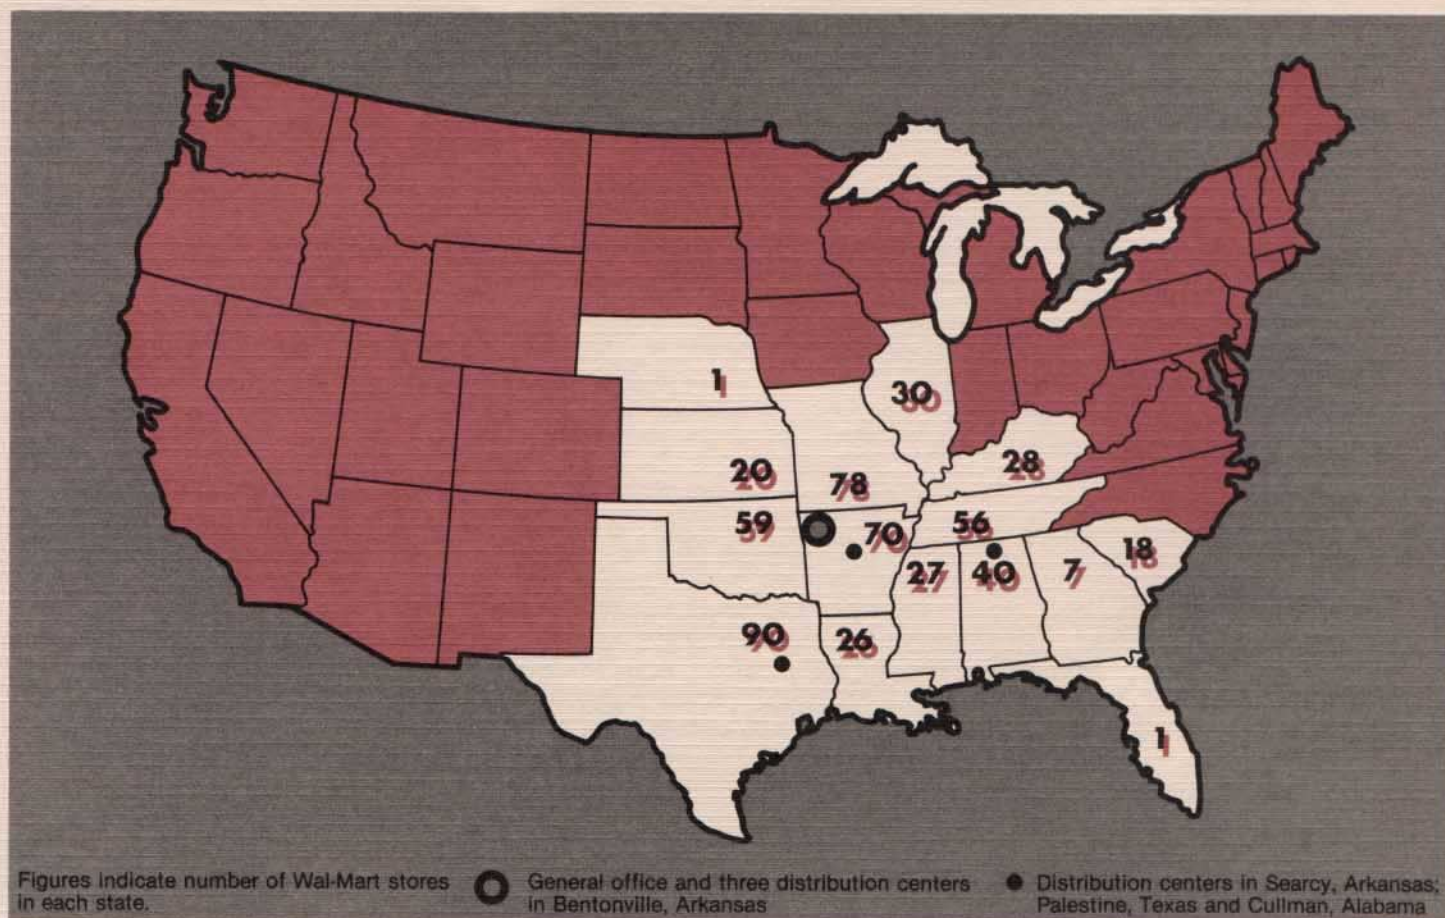 1
30
20
78
28
59
70
56
27
40
7
18
90
26
1
Figures indicate number of Wal-Mart stores
in each state.
General office and three distribution centers
in Bentonville, Arkansas
Distribution centers in Searcy, Arkansas;
Palestine, Texas and Cullman, Alabama